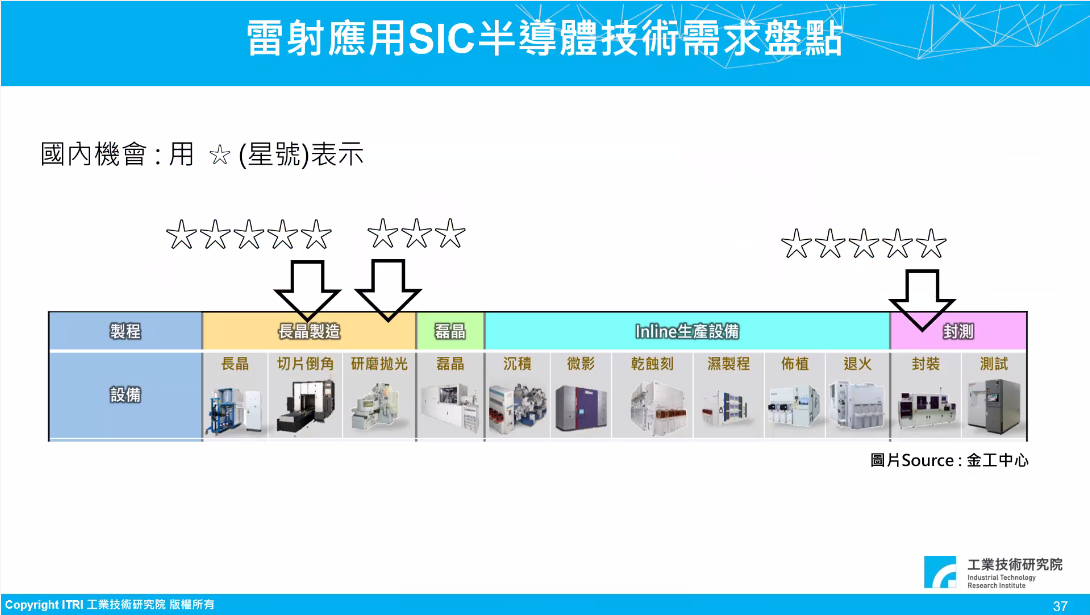 雷射應用SIC半導體技術需求盤點
國內機會 : 用 ☆ (星號)表示
☆☆☆☆☆ ☆☆☆ ☆☆☆☆☆
製程 長晶製造 磊晶 Inline生產設備 封測
設備 長晶 切片倒角 研磨拋光 磊晶 沉積 微影 乾蝕刻 濕製程 佈植 退火 封裝 測試
圖片Source : 金工中心
工業技術研究院
Industrial Technology
Research Institute
Copyright ITRI 工業技術研究院 版權所有
37